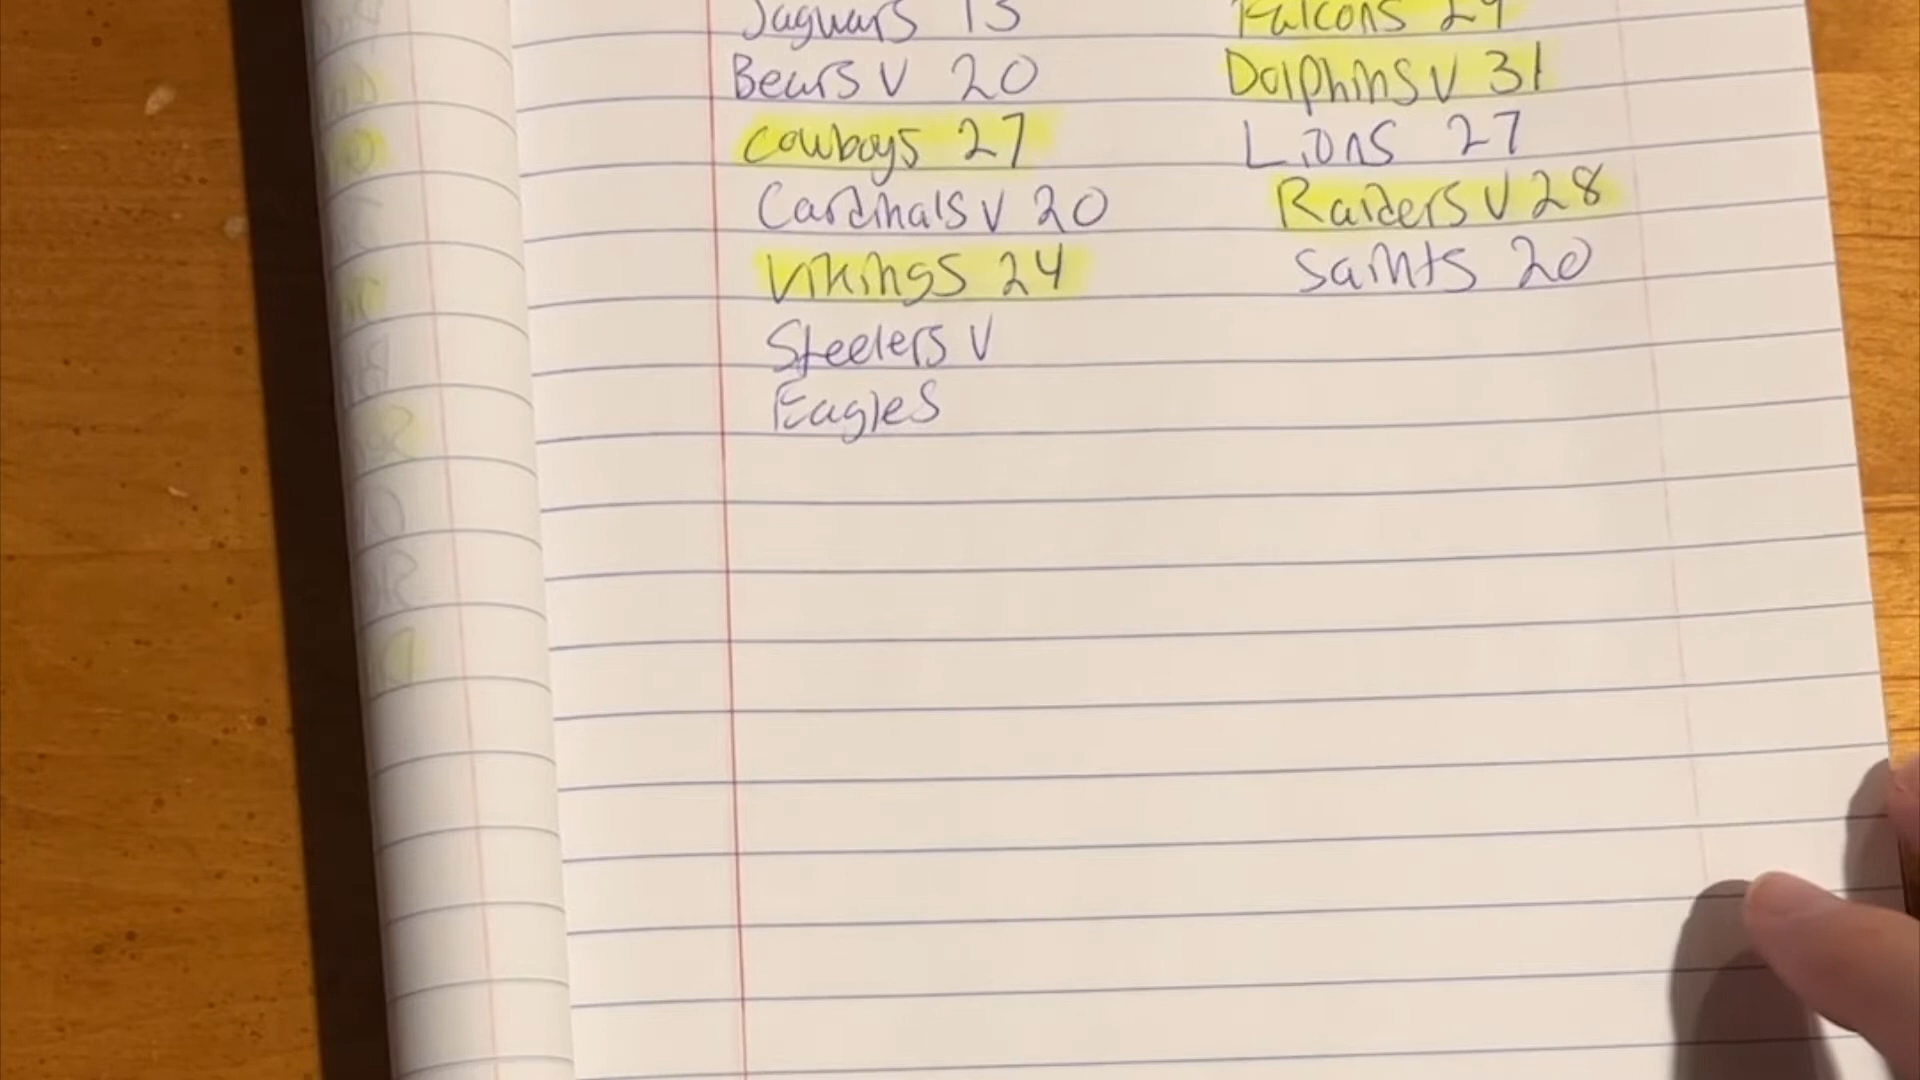 Jaguars 13
Bears v 20
Cowboys 27
Cardinals v 20
Vikings 24
Steelers v
Eagles
Falcons
Dolphins v 31
Lions 27
Raiders v 28
Saints 20